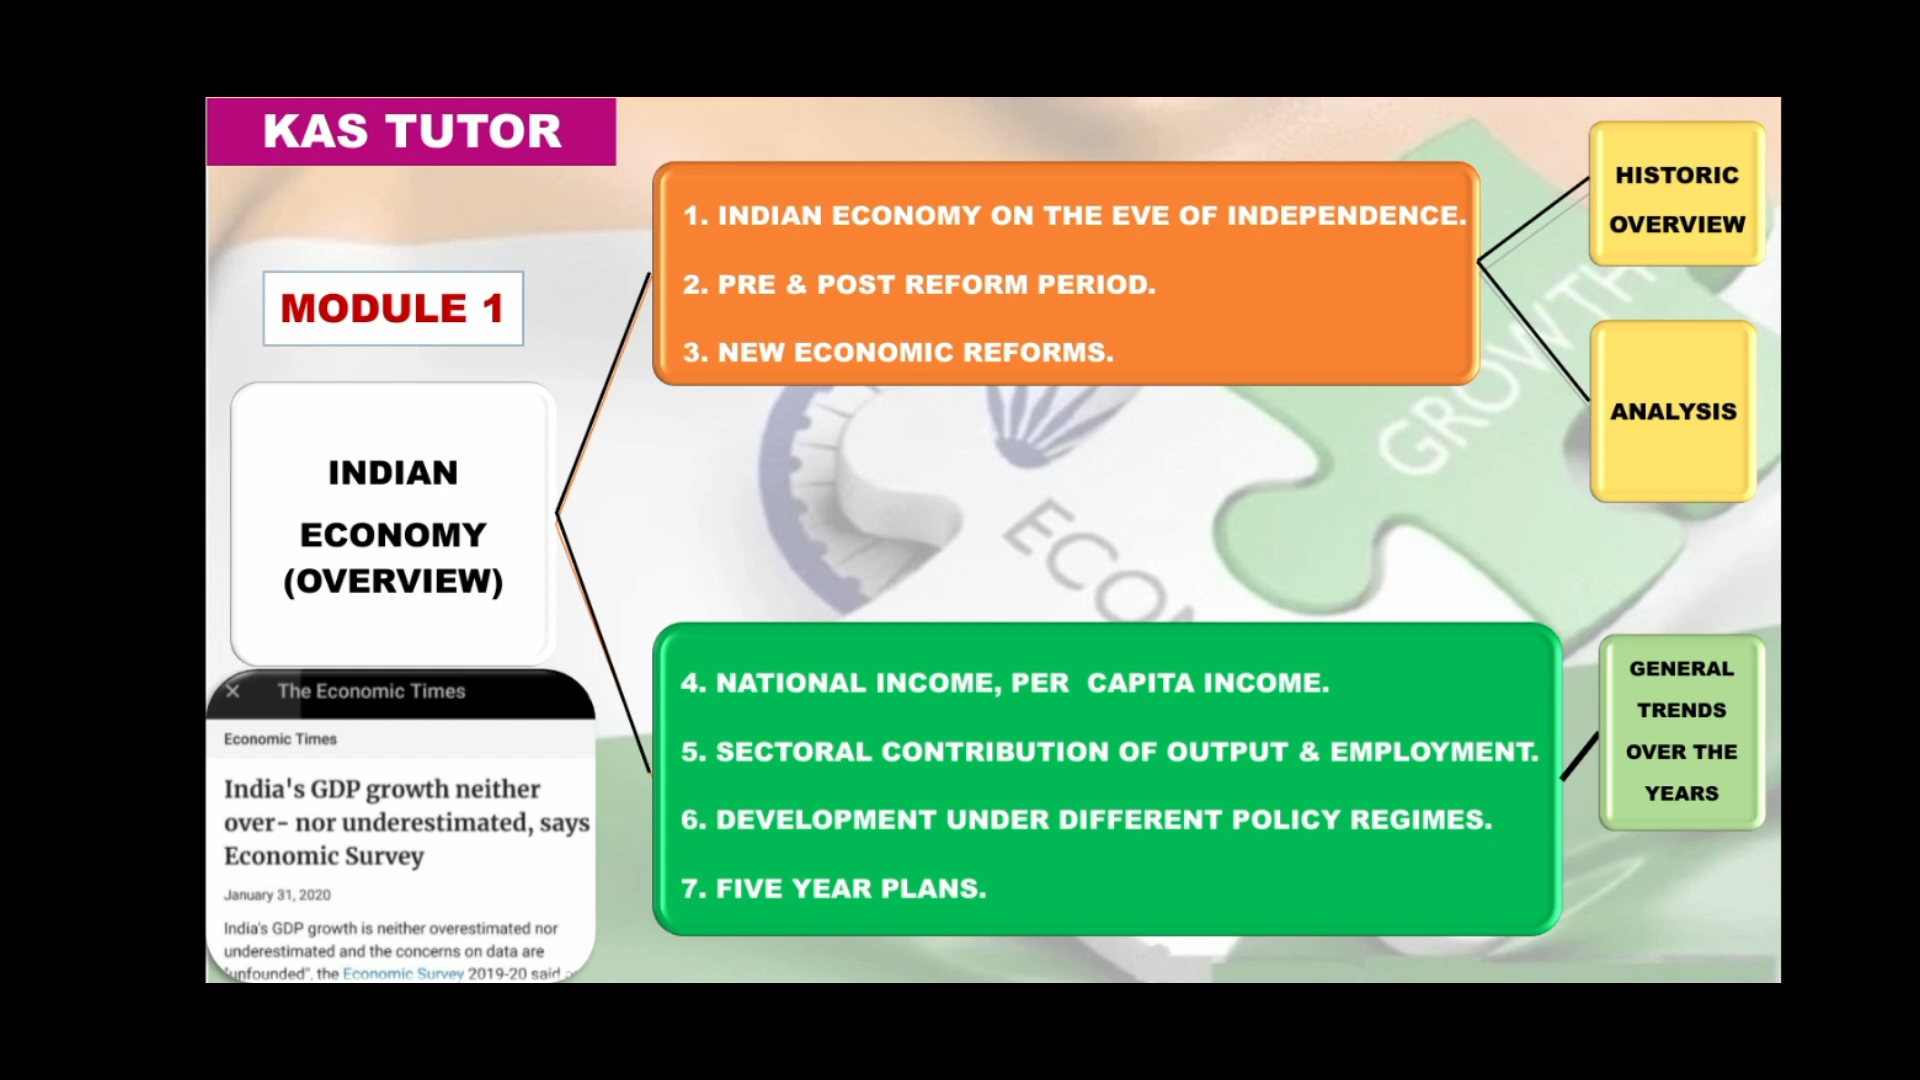 KAS TUTOR
MODULE 1
INDIAN
ECONOMY
(OVERVIEW)
1. INDIAN ECONOMY ON THE EVE OF INDEPENDENCE.
2. PRE & POST REFORM PERIOD.
3. NEW ECONOMIC REFORMS.
HISTORIC
OVERVIEW
ANALYSIS
GROWTH
ECON
4. NATIONAL INCOME, PER CAPITA INCOME.
5. SECTORAL CONTRIBUTION OF OUTPUT & EMPLOYMENT.
6. DEVELOPMENT UNDER DIFFERENT POLICY REGIMES.
7. FIVE YEAR PLANS.
GENERAL
TRENDS
OVER THE
YEARS
The Economic Times
Economic Times
India's GDP growth neither
over- nor underestimated, says
Economic Survey
January 31, 2020
India's GDP growth is neither overestimated nor
underestimated and the concerns on data are
"unfounded", the Economic Survey 2019-20 said